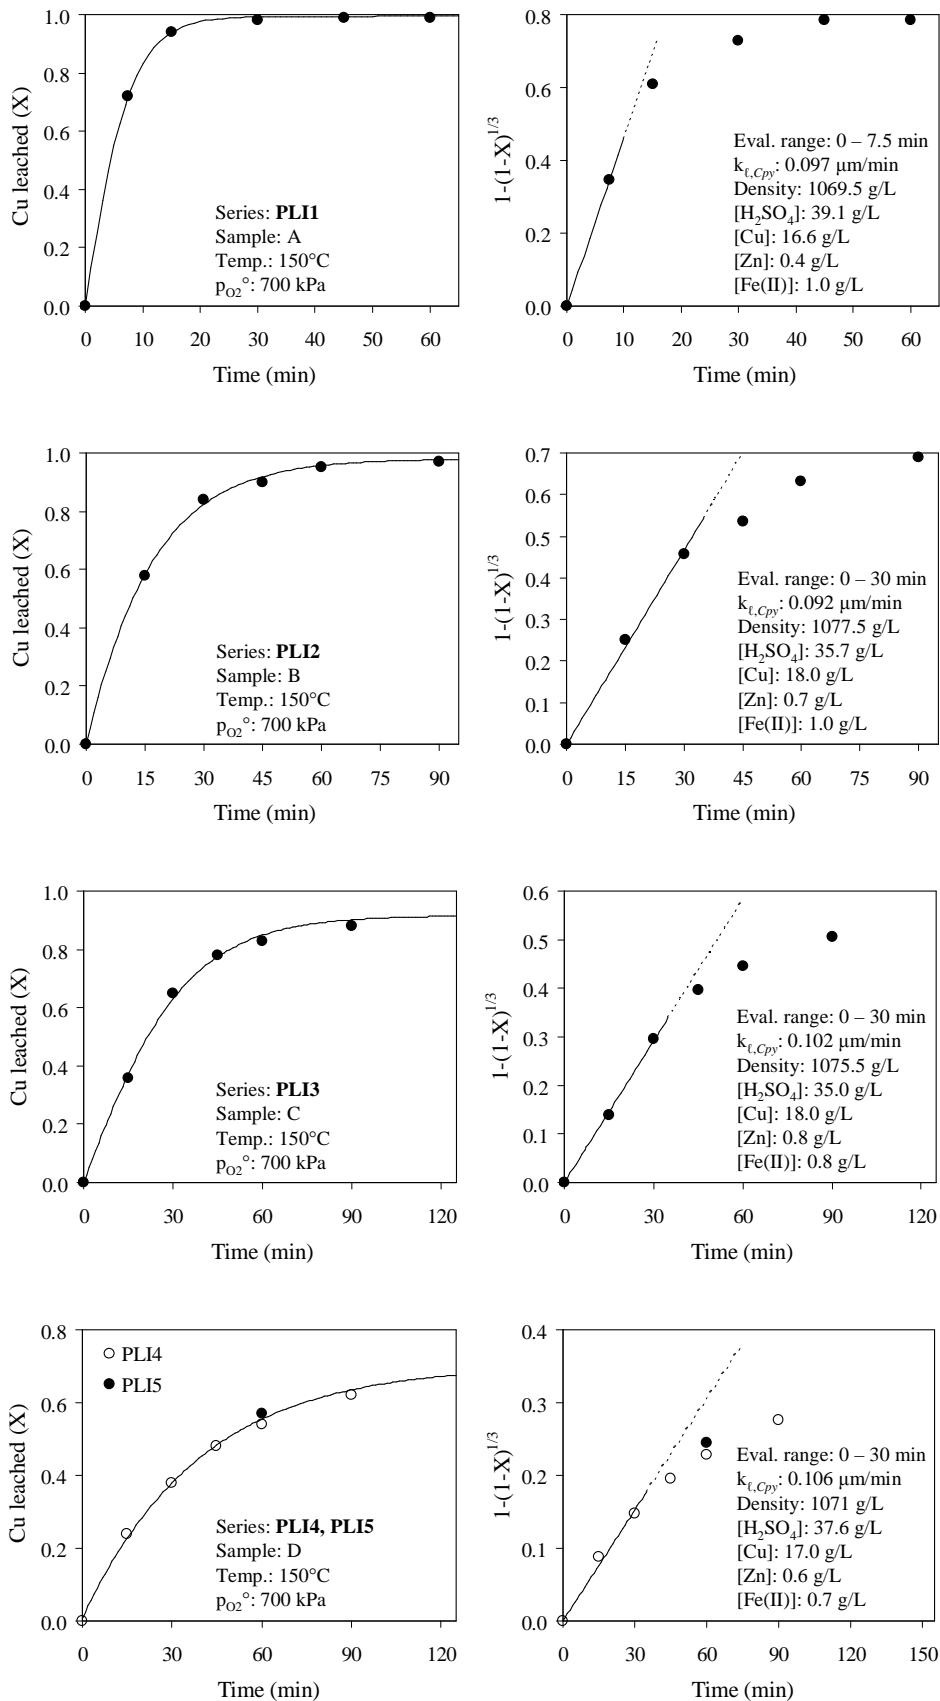 1.0
0.8
0.6
0.4
0.2
0.0
Cu leached (X)
Series: PLI1
Sample: A
Temp.: 150°C
p_O2°: 700 kPa
0 10 20 30 40 50 60
Time (min)
0.8
0.6
0.4
0.2
0.0
1-(1-X)^1/3
Eval. range: 0 – 7.5 min
k_ℓ,Cpy: 0.097 µm/min
Density: 1069.5 g/L
[H2SO4]: 39.1 g/L
[Cu]: 16.6 g/L
[Zn]: 0.4 g/L
[Fe(II)]: 1.0 g/L
0 10 20 30 40 50 60
Time (min)
1.0
0.8
0.6
0.4
0.2
0.0
Cu leached (X)
Series: PLI2
Sample: B
Temp.: 150°C
p_O2°: 700 kPa
0 15 30 45 60 75 90
Time (min)
0.7
0.6
0.5
0.4
0.3
0.2
0.1
0.0
1-(1-X)^1/3
Eval. range: 0 – 30 min
k_ℓ,Cpy: 0.092 µm/min
Density: 1077.5 g/L
[H2SO4]: 35.7 g/L
[Cu]: 18.0 g/L
[Zn]: 0.7 g/L
[Fe(II)]: 1.0 g/L
0 15 30 45 60 75 90
Time (min)
1.0
0.8
0.6
0.4
0.2
0.0
Cu leached (X)
Series: PLI3
Sample: C
Temp.: 150°C
p_O2°: 700 kPa
0 30 60 90 120
Time (min)
0.6
0.5
0.4
0.3
0.2
0.1
0.0
1-(1-X)^1/3
Eval. range: 0 – 30 min
k_ℓ,Cpy: 0.102 µm/min
Density: 1075.5 g/L
[H2SO4]: 35.0 g/L
[Cu]: 18.0 g/L
[Zn]: 0.8 g/L
[Fe(II)]: 0.8 g/L
0 30 60 90 120
Time (min)
0.8
0.6
0.4
0.2
0.0
Cu leached (X)
PLI4
PLI5
Series: PLI4, PLI5
Sample: D
Temp.: 150°C
p_O2°: 700 kPa
0 30 60 90 120
Time (min)
0.4
0.3
0.2
0.1
0.0
1-(1-X)^1/3
Eval. range: 0 – 30 min
k_ℓ,Cpy: 0.106 µm/min
Density: 1071 g/L
[H2SO4]: 37.6 g/L
[Cu]: 17.0 g/L
[Zn]: 0.6 g/L
[Fe(II)]: 0.7 g/L
0 30 60 90 120 150
Time (min)